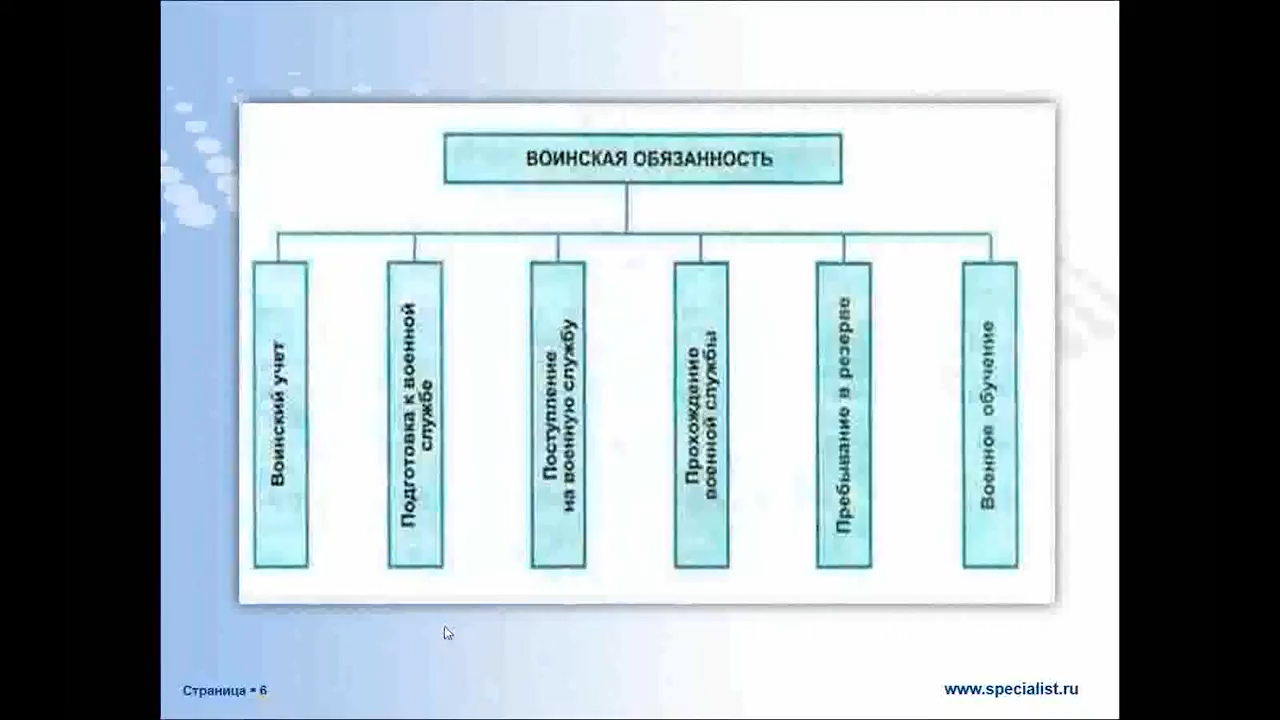 ВОИНСКАЯ ОБЯЗАННОСТЬ
Воинский учет
Подготовка к военной
службе
Поступление
на военную службу
Прохождение
военной службы
Пребывание в резерве
Военное обучение
Страница ▪ 6
www.specialist.ru